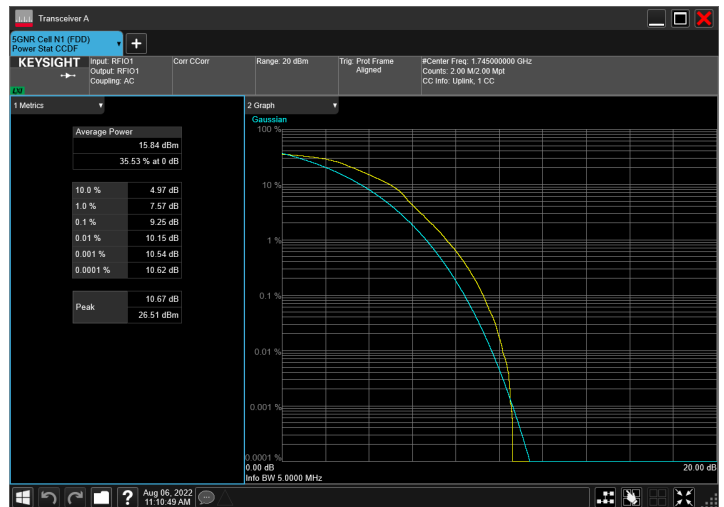 Transceiver A
5GNR Cell N1 (FDD)
Power Stat CCDF
KEYSIGHT
LXI
Input: RFIO1
Output: RFIO1
Coupling: AC
Corr CCorr
Range: 20 dBm
Trig: Prot Frame
Aligned
#Center Freq: 1.745000000 GHz
Counts: 2.00 M/2.00 Mpt
CC Info: Uplink, 1 CC
1 Metrics
Average Power
15.84 dBm
35.53 % at 0 dB
10.0 % 4.97 dB
1.0 % 7.57 dB
0.1 % 9.25 dB
0.01 % 10.15 dB
0.001 % 10.54 dB
0.0001 % 10.62 dB
Peak
10.67 dB
26.51 dBm
2 Graph
Gaussian
100 %
10 %
1 %
0.1 %
0.01 %
0.001 %
0.0001 %
0.00 dB
20.00 dB
Info BW 5.0000 MHz
?
Aug 06, 2022
11:10:49 AM